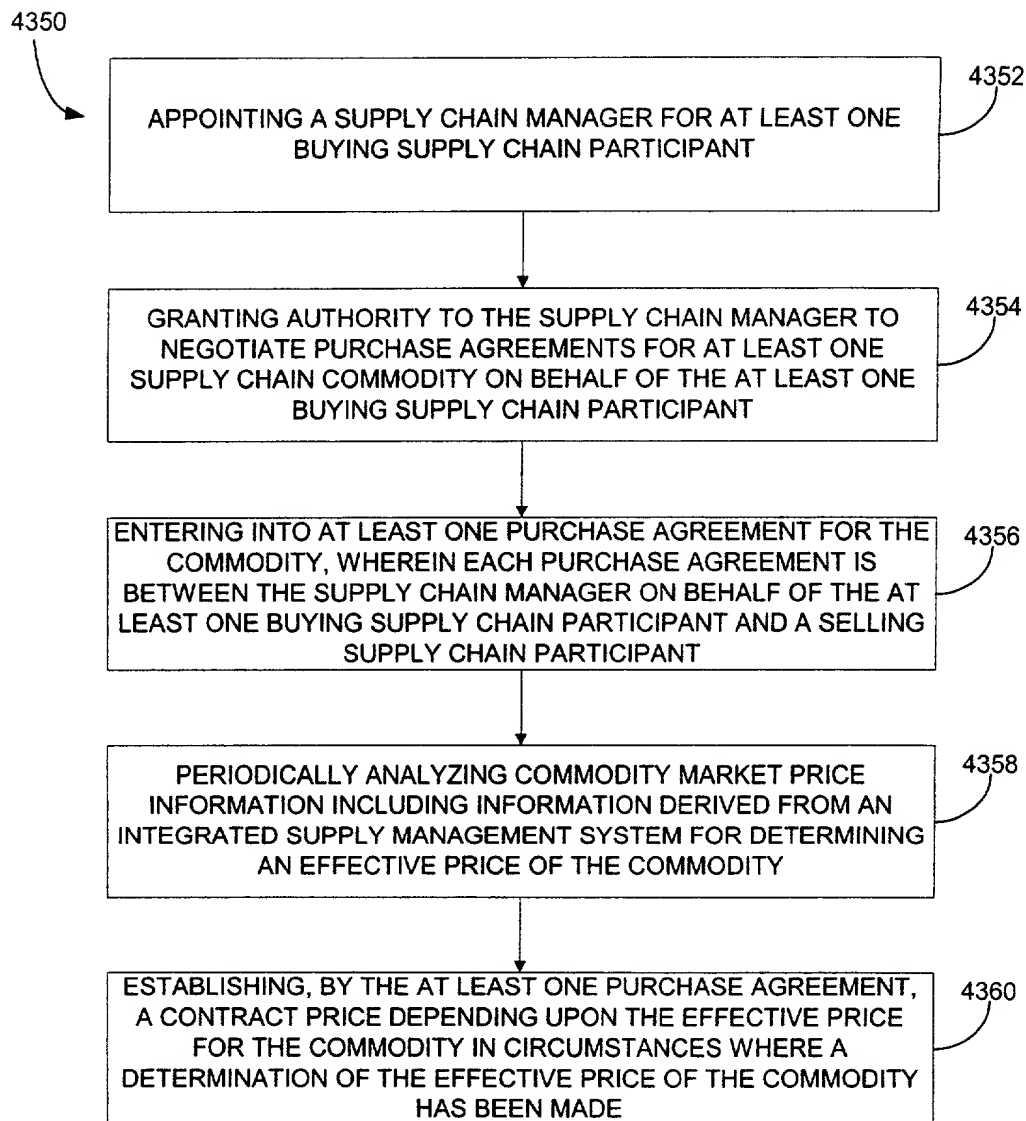 4350
APPOINTING A SUPPLY CHAIN MANAGER FOR AT LEAST ONE
BUYING SUPPLY CHAIN PARTICIPANT
4352
GRANTING AUTHORITY TO THE SUPPLY CHAIN MANAGER TO
NEGOTIATE PURCHASE AGREEMENTS FOR AT LEAST ONE
SUPPLY CHAIN COMMODITY ON BEHALF OF THE AT LEAST ONE
BUYING SUPPLY CHAIN PARTICIPANT
4354
ENTERING INTO AT LEAST ONE PURCHASE AGREEMENT FOR THE
COMMODITY, WHEREIN EACH PURCHASE AGREEMENT IS
BETWEEN THE SUPPLY CHAIN MANAGER ON BEHALF OF THE AT
LEAST ONE BUYING SUPPLY CHAIN PARTICIPANT AND A SELLING
SUPPLY CHAIN PARTICIPANT
4356
PERIODICALLY ANALYZING COMMODITY MARKET PRICE
INFORMATION INCLUDING INFORMATION DERIVED FROM AN
INTEGRATED SUPPLY MANAGEMENT SYSTEM FOR DETERMINING
AN EFFECTIVE PRICE OF THE COMMODITY
4358
ESTABLISHING, BY THE AT LEAST ONE PURCHASE AGREEMENT,
A CONTRACT PRICE DEPENDING UPON THE EFFECTIVE PRICE
FOR THE COMMODITY IN CIRCUMSTANCES WHERE A
DETERMINATION OF THE EFFECTIVE PRICE OF THE COMMODITY
HAS BEEN MADE
4360